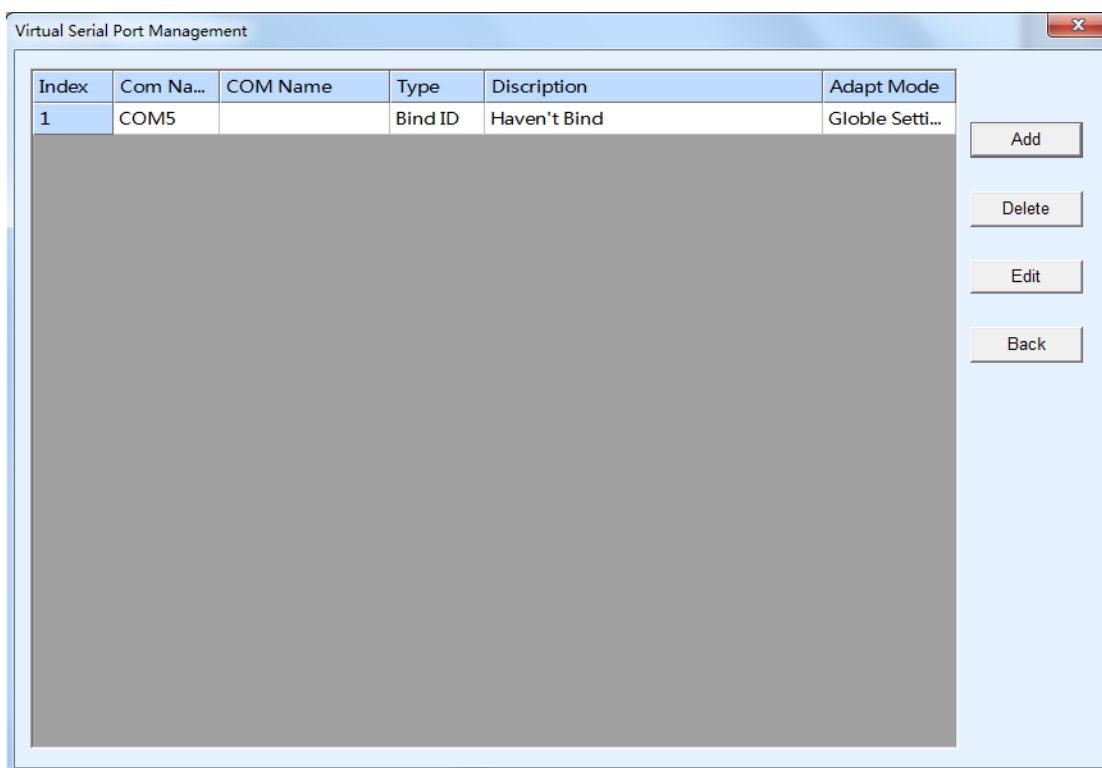 Virtual Serial Port Management
Index Com Na... COM Name Type Discription Adapt Mode
1 COM5 Bind ID Haven't Bind Globle Setti...
Add
Delete
Edit
Back